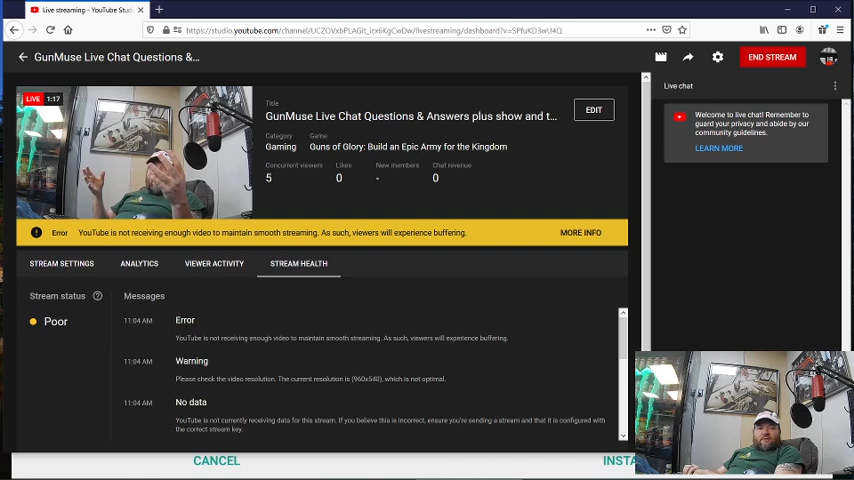 Live streaming - YouTube Stud
https://studio.youtube.com/channel/UCZOVxbPLAGit_icx6KgCwDw/livestreaming/dashboard?v=SPfuKD3wU4Q
GunMuse Live Chat Questions &...
END STREAM
Live chat
LIVE 1:17
Title
GunMuse Live Chat Questions & Answers plus show and t...
EDIT
Category Game
Gaming Guns of Glory: Build an Epic Army for the Kingdom
Concurrent viewers Likes New members Chat revenue
5 0 - 0
Welcome to live chat! Remember to
guard your privacy and abide by our
community guidelines.
LEARN MORE
Error YouTube is not receiving enough video to maintain smooth streaming. As such, viewers will experience buffering. MORE INFO
STREAM SETTINGS ANALYTICS VIEWER ACTIVITY STREAM HEALTH
Stream status
Poor
Messages
11:04 AM Error
YouTube is not receiving enough video to maintain smooth streaming. As such, viewers will experience buffering.
11:04 AM Warning
Please check the video resolution. The current resolution is (960x540), which is not optimal.
11:04 AM No data
YouTube is not currently receiving data for this stream. If you believe this is incorrect, ensure you're sending a stream and that it is configured with
the correct stream key.
CANCEL INSTA